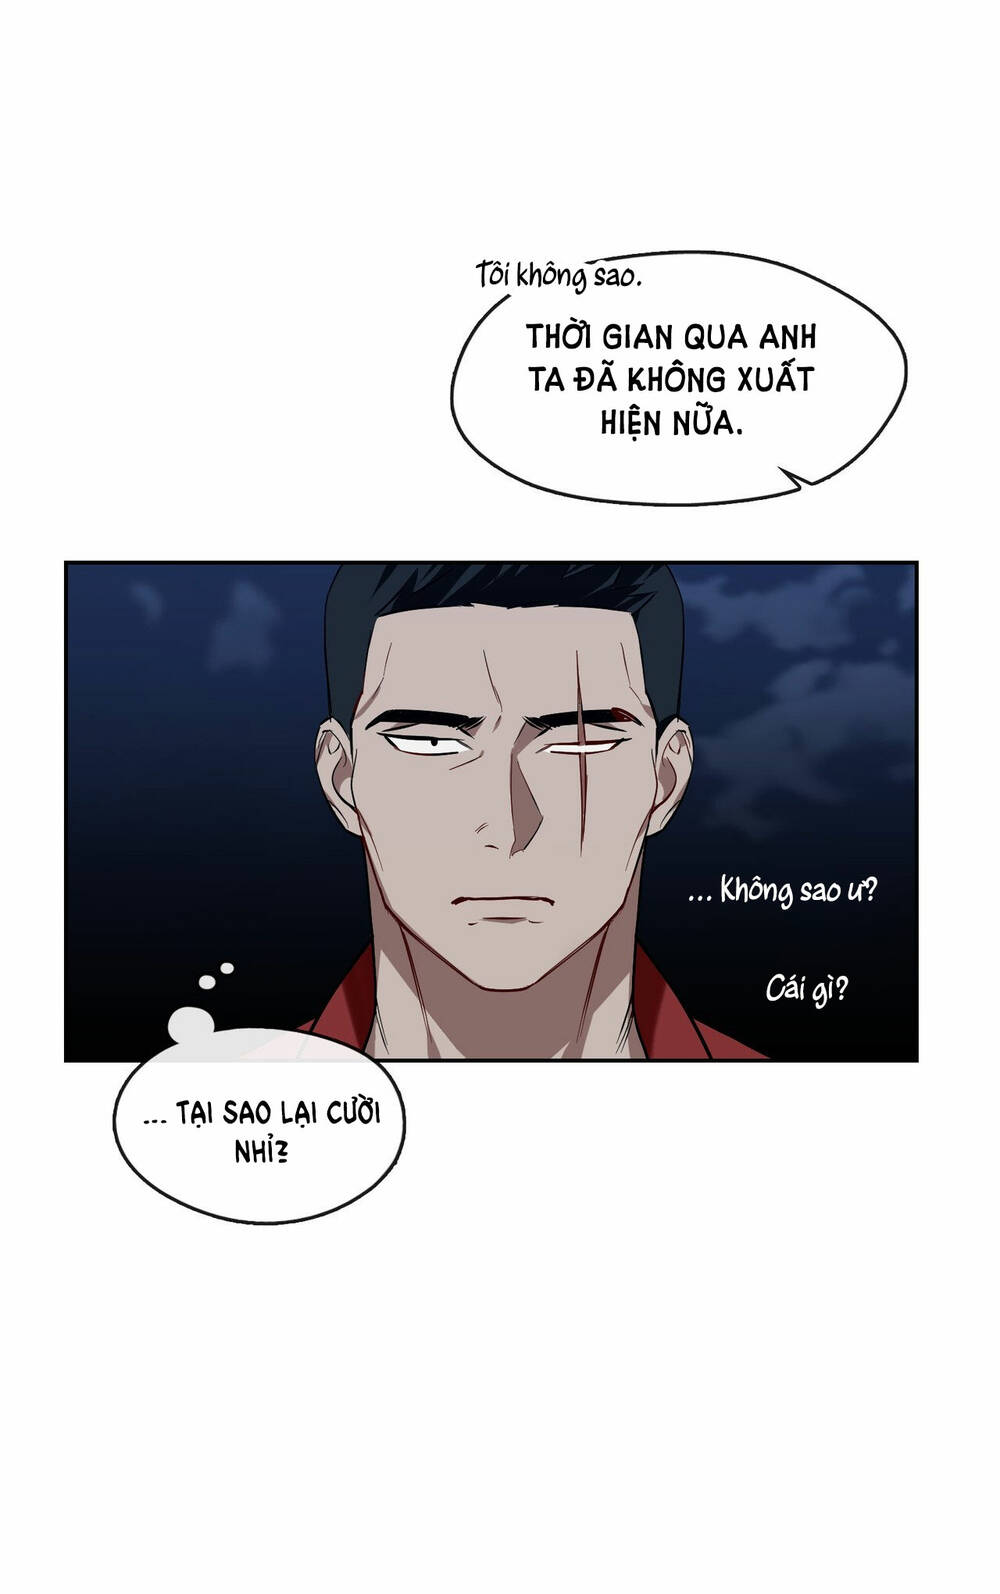 Tôi không sao.
THỜI GIAN QUA ANH
TA ĐÃ KHÔNG XUẤT
HIỆN NỮA.
... Không sao ư?
Cái gì?
... TẠI SAO LẠI CƯỜI
NHỈ?